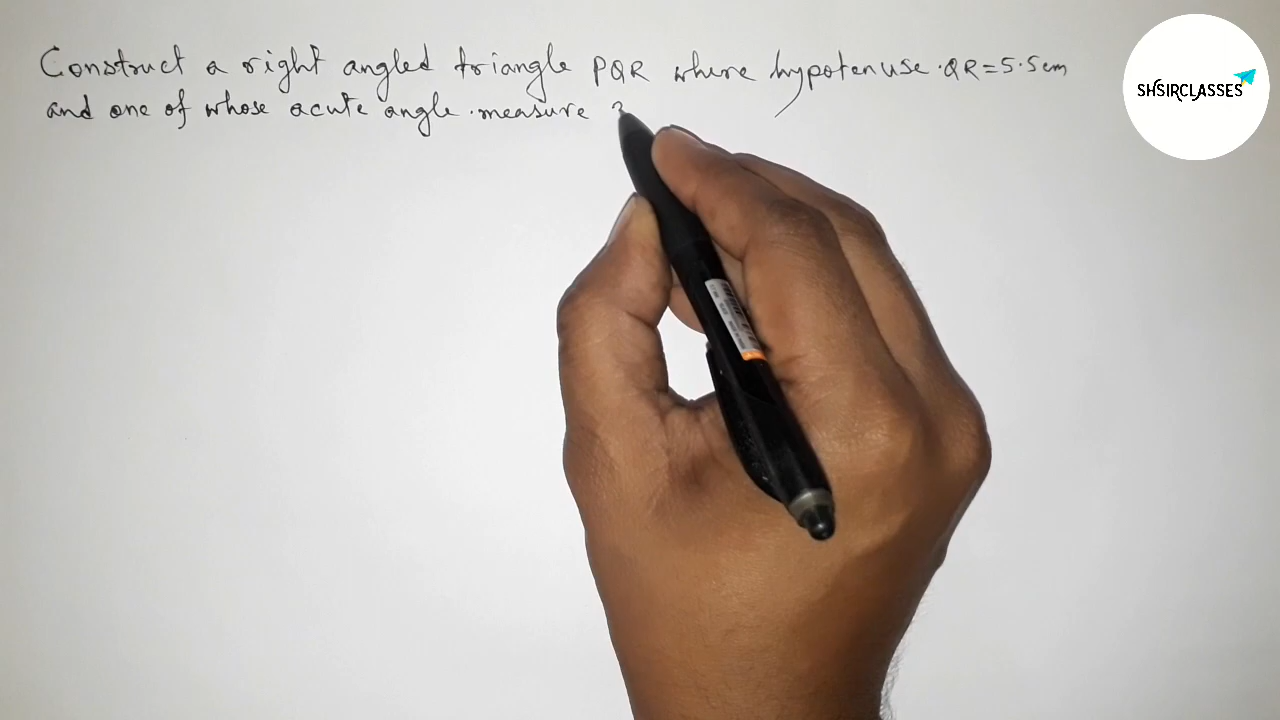 Construct a right angled triangle PQR where hypotenuse QR=5.5cm
and one of whose acute angle measure
SHSIRCLASSES